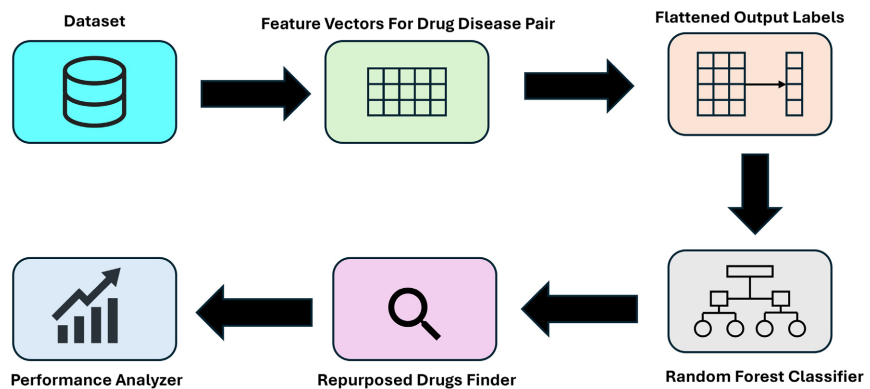 Dataset
Feature Vectors For Drug Disease Pair
Flattened Output Labels
Random Forest Classifier
Repurposed Drugs Finder
Performance Analyzer